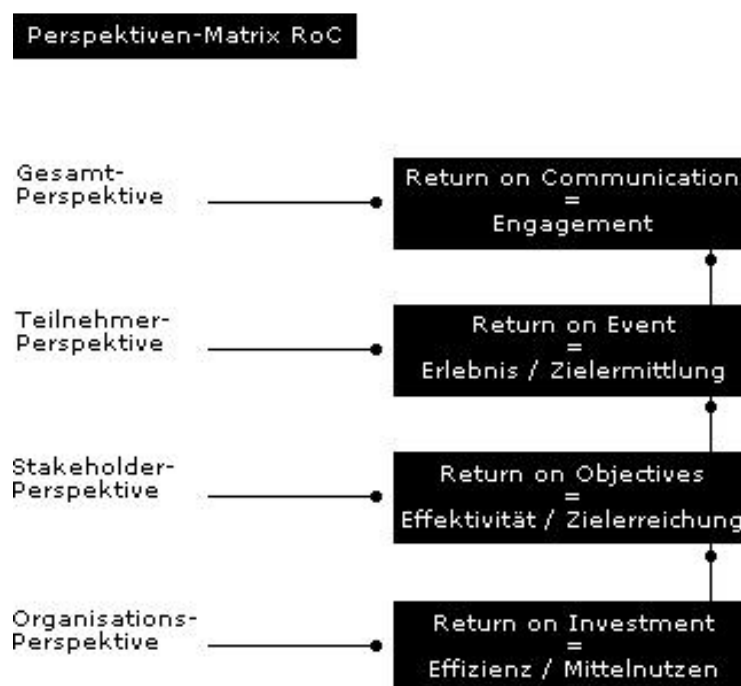 Perspektiven-Matrix RoC
Gesamt-
Perspektive
Return on Communication
=
Engagement
Teilnehmer-
Perspektive
Return on Event
=
Erlebnis / Zielermittlung
Stakeholder-
Perspektive
Return on Objectives
=
Effektivität / Zielerreichung
Organisations-
Perspektive
Return on Investment
=
Effizienz / Mittelnutzen